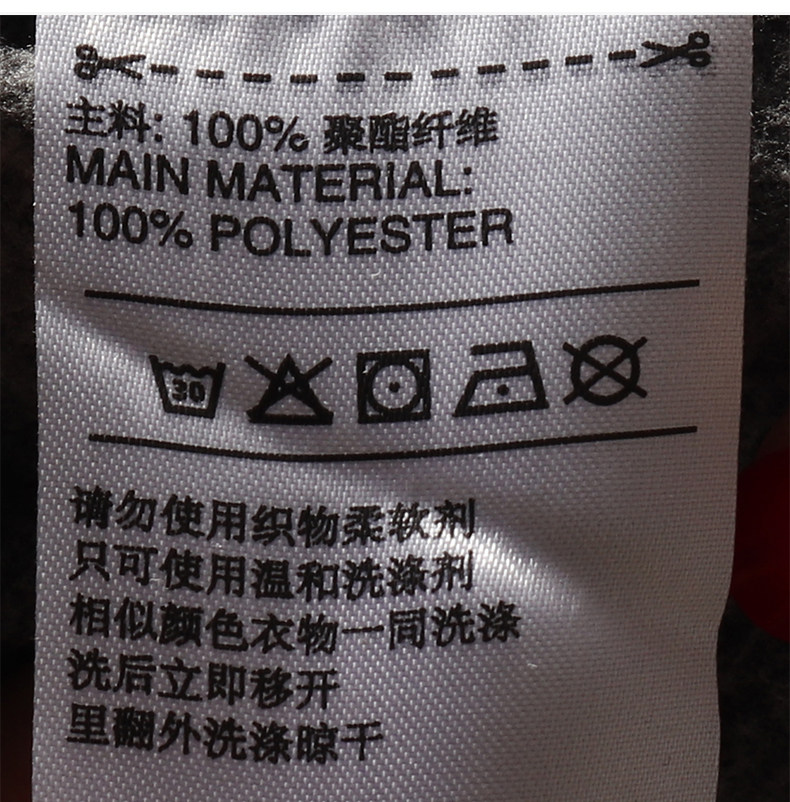 主料: 100% 聚酯纤维
MAIN MATERIAL:
100% POLYESTER
30
请勿使用织物柔软剂
只可使用温和洗涤剂
相似颜色衣物一同洗涤
洗后立即移开
里翻外洗涤晾干